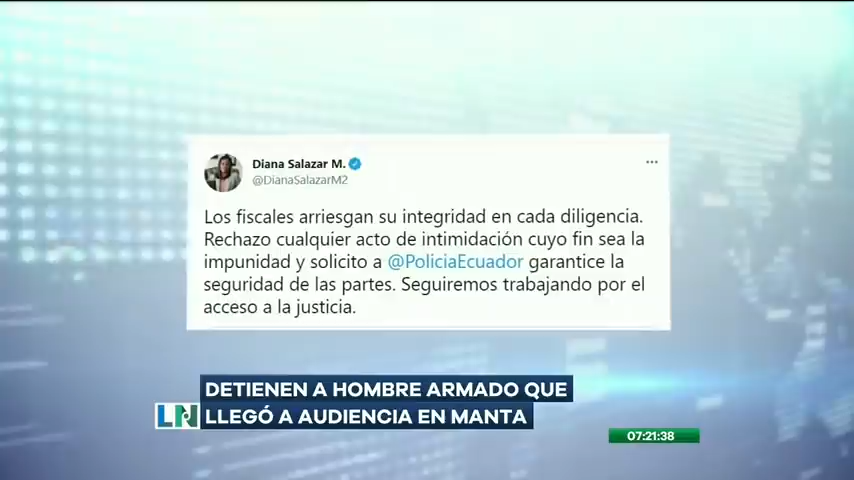 Diana Salazar M.
@DianaSalazarM2
Los fiscales arriesgan su integridad en cada diligencia.
Rechazo cualquier acto de intimidación cuyo fin sea la
impunidad y solicito a @PoliciaEcuador garantice la
seguridad de las partes. Seguiremos trabajando por el
acceso a la justicia.
DETIENEN A HOMBRE ARMADO QUE
LN LLEGÓ A AUDIENCIA EN MANTA
07:21:38